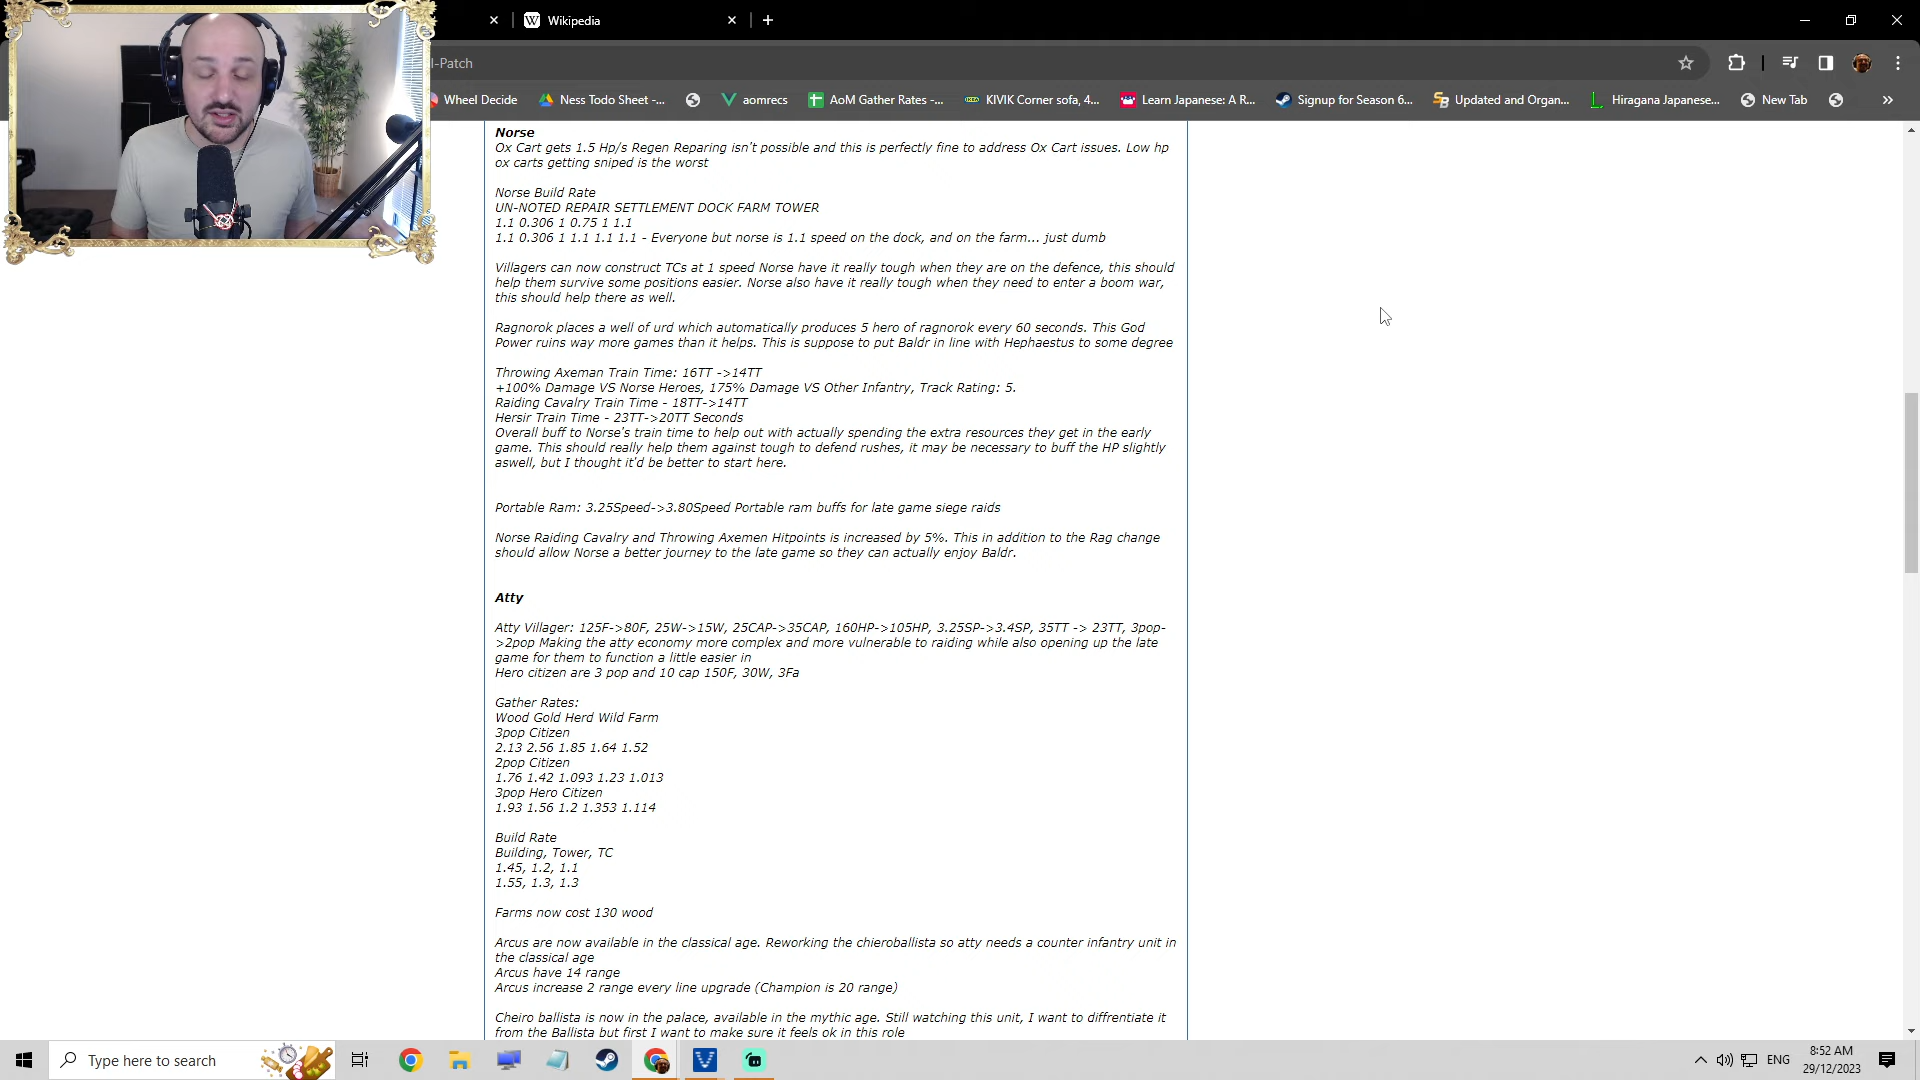 Wikipedia
l-Patch
Wheel Decide
Ness Todo Sheet -...
aomrecs
AoM Gather Rates -...
KIVIK Corner sofa, 4...
Learn Japanese: A R...
Signup for Season 6...
Updated and Organ...
Hiragana Japanese...
New Tab
Norse
Ox Cart gets 1.5 Hp/s Regen Reparing isn't possible and this is perfectly fine to address Ox Cart issues. Low hp
ox carts getting sniped is the worst
Norse Build Rate
UN-NOTED REPAIR SETTLEMENT DOCK FARM TOWER
1.1 0.306 1 0.75 1 1.1
1.1 0.306 1 1.1 1.1 1.1 - Everyone but norse is 1.1 speed on the dock, and on the farm... just dumb
Villagers can now construct TCs at 1 speed Norse have it really tough when they are on the defence, this should
help them survive some positions easier. Norse also have it really tough when they need to enter a boom war,
this should help there as well.
Ragnorok places a well of urd which automatically produces 5 hero of ragnorok every 60 seconds. This God
Power ruins way more games than it helps. This is suppose to put Baldr in line with Hephaestus to some degree
Throwing Axeman Train Time: 16TT ->14TT
+100% Damage VS Norse Heroes, 175% Damage VS Other Infantry, Track Rating: 5.
Raiding Cavalry Train Time - 18TT->14TT
Hersir Train Time - 23TT->20TT Seconds
Overall buff to Norse's train time to help out with actually spending the extra resources they get in the early
game. This should really help them against tough to defend rushes, it may be necessary to buff the HP slightly
aswell, but I thought it'd be better to start here.
Portable Ram: 3.25Speed->3.80Speed Portable ram buffs for late game siege raids
Norse Raiding Cavalry and Throwing Axemen Hitpoints is increased by 5%. This in addition to the Rag change
should allow Norse a better journey to the late game so they can actually enjoy Baldr.
Atty
Atty Villager: 125F->80F, 25W->15W, 25CAP->35CAP, 160HP->105HP, 3.25SP->3.4SP, 35TT -> 23TT, 3pop-
>2pop Making the atty economy more complex and more vulnerable to raiding while also opening up the late
game for them to function a little easier in
Hero citizen are 3 pop and 10 cap 150F, 30W, 3Fa
Gather Rates:
Wood Gold Herd Wild Farm
3pop Citizen
2.13 2.56 1.85 1.64 1.52
2pop Citizen
1.76 1.42 1.093 1.23 1.013
3pop Hero Citizen
1.93 1.56 1.2 1.353 1.114
Build Rate
Building, Tower, TC
1.45, 1.2, 1.1
1.55, 1.3, 1.3
Farms now cost 130 wood
Arcus are now available in the classical age. Reworking the chieroballista so atty needs a counter infantry unit in
the classical age
Arcus have 14 range
Arcus increase 2 range every line upgrade (Champion is 20 range)
Cheiro ballista is now in the palace, available in the mythic age. Still watching this unit, I want to diffrentiate it
from the Ballista but first I want to make sure it feels ok in this role
Type here to search
ENG
8:52 AM
29/12/2023